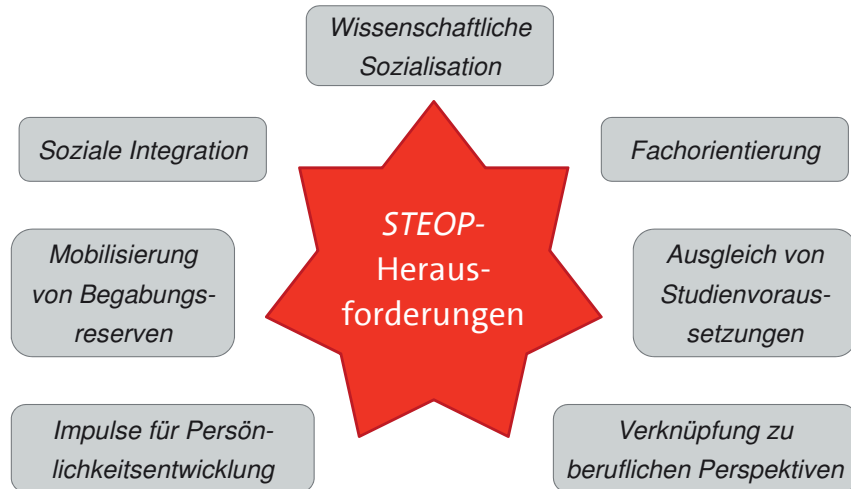 Wissenschaftliche
Sozialisation
Soziale Integration
Fachorientierung
STEOP-
Heraus-
forderungen
Mobilisierung
von Begabungs-
reserven
Ausgleich von
Studienvoraus-
setzungen
Impulse für Persön-
lichkeitsentwicklung
Verknüpfung zu
beruflichen Perspektiven